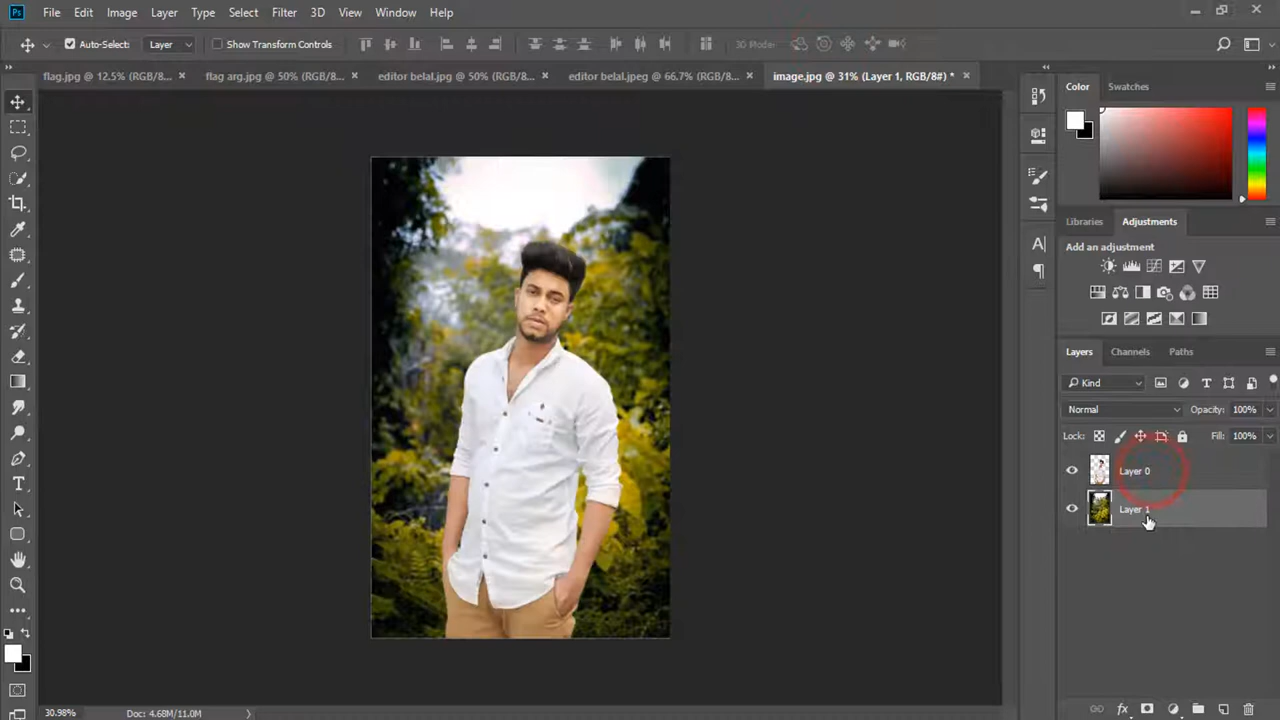 Ps File Edit Image Layer Type Select Filter 3D View Window Help
Auto-Select: Layer Show Transform Controls 3D Mode:
flag.jpg @ 12.5% (RGB/8... × flag arg.jpg @ 50% (RGB/8... × editor belal.jpg @ 50% (RGB/8... × editor belal.jpeg @ 66.7% (RGB/8... × image.jpg @ 31% (Layer 1, RGB/8#) * ×
Color Swatches
Libraries Adjustments
Add an adjustment
Layers Channels Paths
Kind
Normal Opacity: 100%
Lock: Fill: 100%
Layer 0
Layer 1
30.98% Doc: 4.68M/11.0M